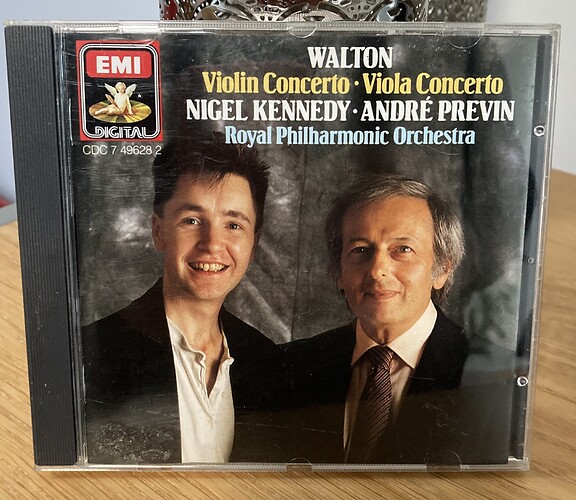 EMI
DIGITAL
CDC 7 49628 2
WALTON
Violin Concerto · Viola Concerto
NIGEL KENNEDY · ANDRÉ PREVIN
Royal Philharmonic Orchestra